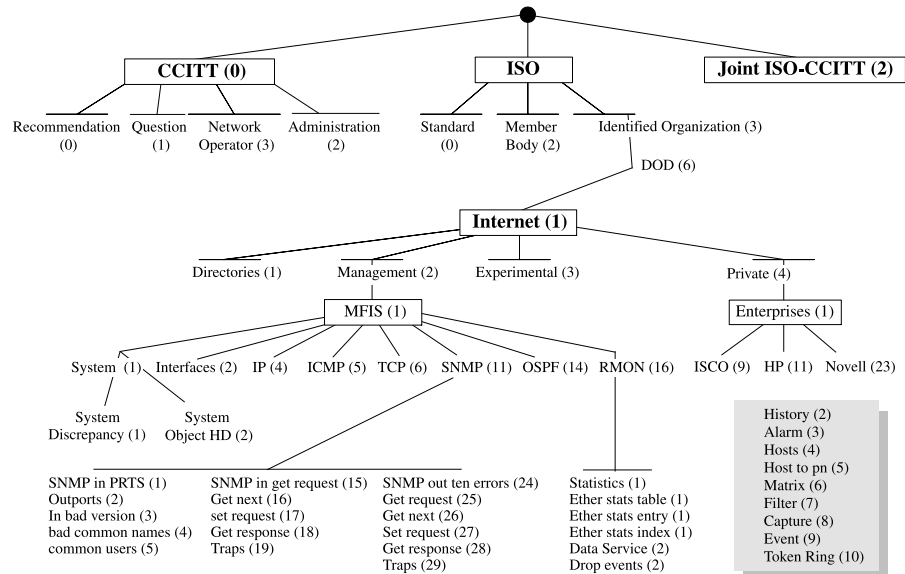 CCITT (0)
ISO
Joint ISO-CCITT (2)
Recommendation
(0)
Question
(1)
Network
Operator (3)
Administration
(2)
Standard
(0)
Member
Body (2)
Identified Organization (3)
DOD (6)
Internet (1)
Directories (1)
Management (2)
Experimental (3)
Private (4)
MFIS (1)
Enterprises (1)
System (1)
Interfaces (2)
IP (4)
ICMP (5)
TCP (6)
SNMP (11)
OSPF (14)
RMON (16)
ISCO (9)
HP (11)
Novell (23)
System
Discrepancy (1)
System
Object HD (2)
SNMP in PRTS (1)
Outports (2)
In bad version (3)
bad common names (4)
common users (5)
SNMP in get request (15)
Get next (16)
set request (17)
Get response (18)
Traps (19)
SNMP out ten errors (24)
Get request (25)
Get next (26)
Set request (27)
Get response (28)
Traps (29)
Statistics (1)
Ether stats table (1)
Ether stats entry (1)
Ether stats index (1)
Data Service (2)
Drop events (2)
History (2)
Alarm (3)
Hosts (4)
Host to pn (5)
Matrix (6)
Filter (7)
Capture (8)
Event (9)
Token Ring (10)